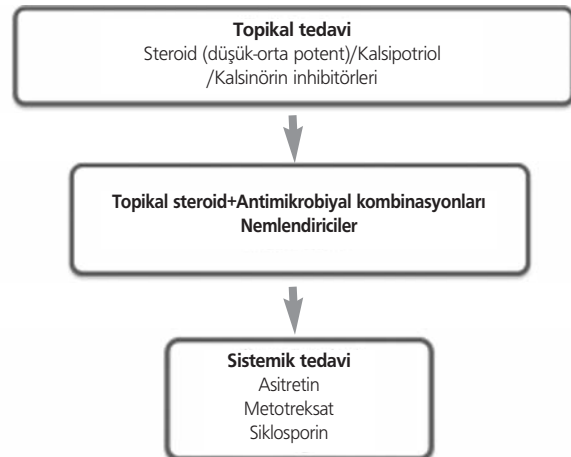 Topikal tedavi
Steroid (düşük-orta potent)/Kalsipotriol
/Kalsinörin inhibitörleri
Topikal steroid+Antimikrobiyal kombinasyonları
Nemlendiriciler
Sistemik tedavi
Asitretin
Metotreksat
Siklosporin